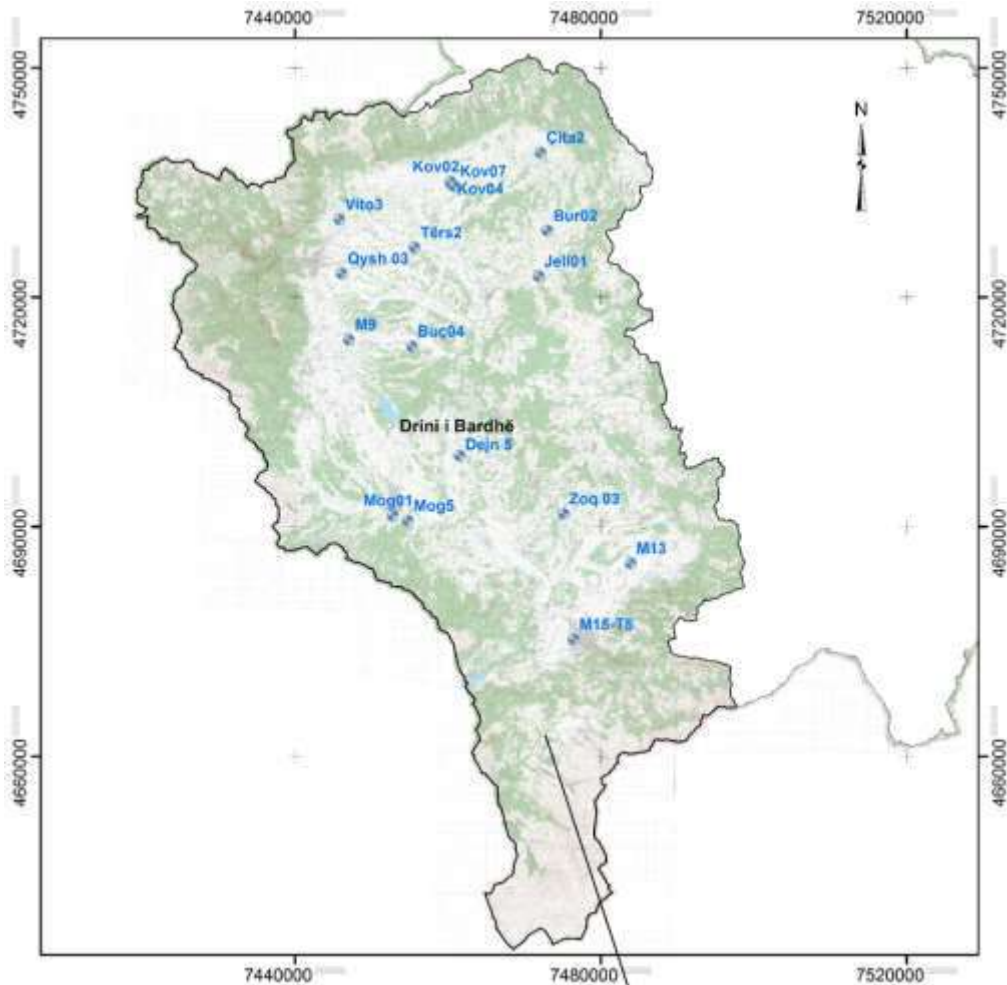 7440000 7480000 7520000
4750000 4750000
N
Çita2
Kov02 Kov07
Kov04
Vito3
Bur02
Tërs2
Qysh 03
Jell01
4720000 4720000
M9
Buç04
Drini i Bardhë
Dejn 5
Mog01
Mog5
Zoq 03
4690000 4690000
M13
M15-T5
4660000 4660000
7440000 7480000 7520000